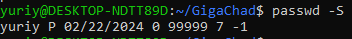 yuriy@DESKTOP-NDTT89D:~/GigaChad$ passwd -S
yuriy P 02/22/2024 0 99999 7 -1